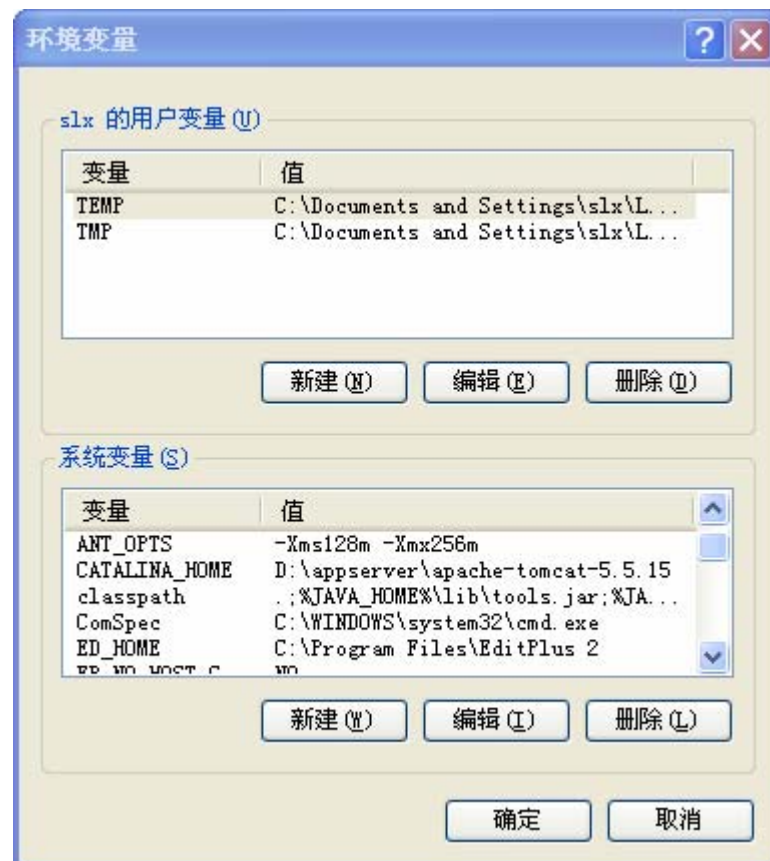 环境变量
slx 的用户变量(U)
变量 值
TEMP C:\Documents and Settings\slx\L...
TMP C:\Documents and Settings\slx\L...
新建(N) 编辑(E) 删除(D)
系统变量(S)
变量 值
ANT_OPTS -Xms128m -Xmx256m
CATALINA_HOME D:\appserver\apache-tomcat-5.5.15
classpath .;%JAVA_HOME%\lib\tools.jar;%JA...
ComSpec C:\WINDOWS\system32\cmd.exe
ED_HOME C:\Program Files\EditPlus 2
NO
新建(W) 编辑(I) 删除(L)
确定 取消